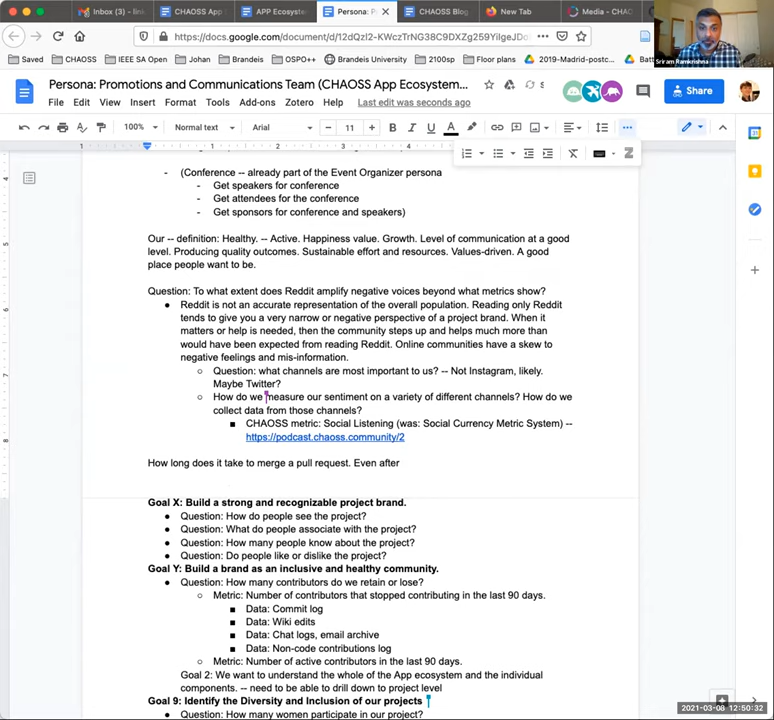 Inbox (3) – lin
CHAOSS App
APP Ecosyste
Persona: P
CHAOSS Blog
New Tab
Media – CHAO
https://docs.google.com/document/d/12dQzI2-KWczTrNG38C9DXZg259YilgeJDo
Sriram Ramkrishna
Saved
CHAOSS
IEEE SA Open
Johan
Brandeis
OSPO++
Brandeis University
2100sp
Floor plans
2019-Madrid-postc...
Persona: Promotions and Communications Team (CHAOSS App Ecosystem...
Share
File Edit View Insert Format Tools Add-ons Zotero Help Last edit was seconds ago
100% Normal text Arial 11 B I U A
- (Conference -- already part of the Event Organizer persona
- Get speakers for conference
- Get attendees for the conference
- Get sponsors for conference and speakers)
Our -- definition: Healthy. -- Active. Happiness value. Growth. Level of communication at a good
level. Producing quality outcomes. Sustainable effort and resources. Values-driven. A good
place people want to be.
Question: To what extent does Reddit amplify negative voices beyond what metrics show?
● Reddit is not an accurate representation of the overall population. Reading only Reddit
tends to give you a very narrow or negative perspective of a project brand. When it
matters or help is needed, then the community steps up and helps much more than
would have been expected from reading Reddit. Online communities have a skew to
negative feelings and mis-information.
○ Question: what channels are most important to us? -- Not Instagram, likely.
Maybe Twitter?
○ How do we measure our sentiment on a variety of different channels? How do we
collect data from those channels?
■ CHAOSS metric: Social Listening (was: Social Currency Metric System) --
https://podcast.chaoss.community/2
How long does it take to merge a pull request. Even after
Goal X: Build a strong and recognizable project brand.
● Question: How do people see the project?
● Question: What do people associate with the project?
● Question: How many people know about the project?
● Question: Do people like or dislike the project?
Goal Y: Build a brand as an inclusive and healthy community.
● Question: How many contributors do we retain or lose?
○ Metric: Number of contributors that stopped contributing in the last 90 days.
■ Data: Commit log
■ Data: Wiki edits
■ Data: Chat logs, email archive
■ Data: Non-code contributions log
○ Metric: Number of active contributors in the last 90 days.
Goal 2: We want to understand the whole of the App ecosystem and the individual
components. -- need to be able to drill down to project level
Goal 9: Identify the Diversity and Inclusion of our projects
● Question: How many women participate in our project?
2021-03-08 12:50:32